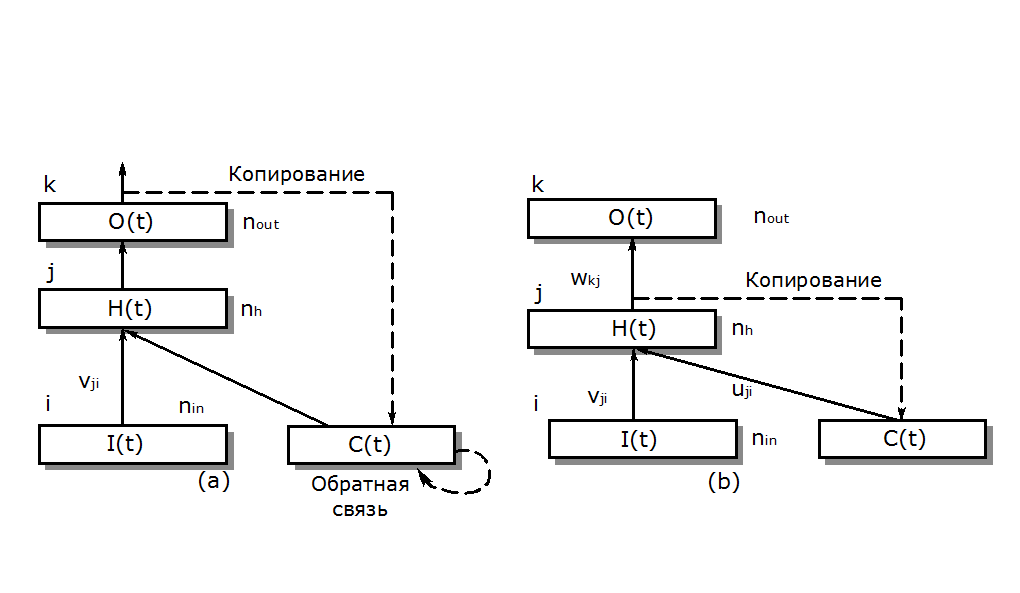 k
Копирование
O(t)
nout
j
H(t)
nh
vji
i
nin
I(t)
C(t)
(a)
Обратная
связь
k
O(t)
nout
wkj
Копирование
j
H(t)
nh
vji
uji
i
I(t)
nin
C(t)
(b)